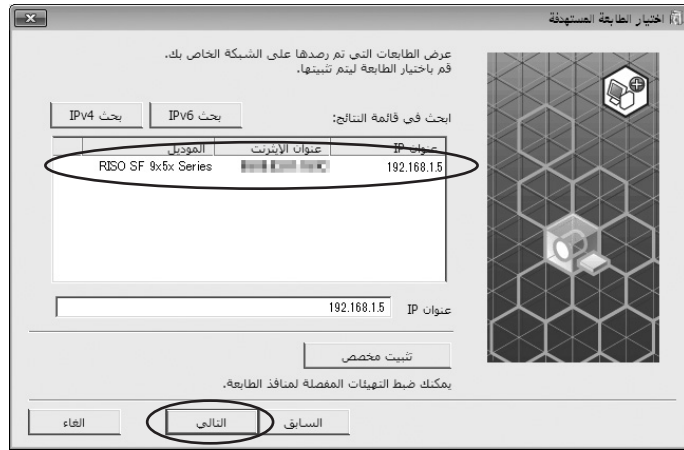 اختيار الطابعة المستهدفة
عرض الطابعات التي تم رصدها على الشبكة الخاص بك.
قم باختيار الطابعة ليتم تثبيتها.
ابحث في قائمة النتائج: بحث IPv6 بحث IPv4
عنوان IP عنوان الإيثرنت الموديل
192.168.1.5 RISO SF 9x5x Series
عنوان IP 192.168.1.5
تثبيت مخصص
يمكنك ضبط التهيئات المفصلة لمنافذ الطابعة.
السابق التالي الغاء